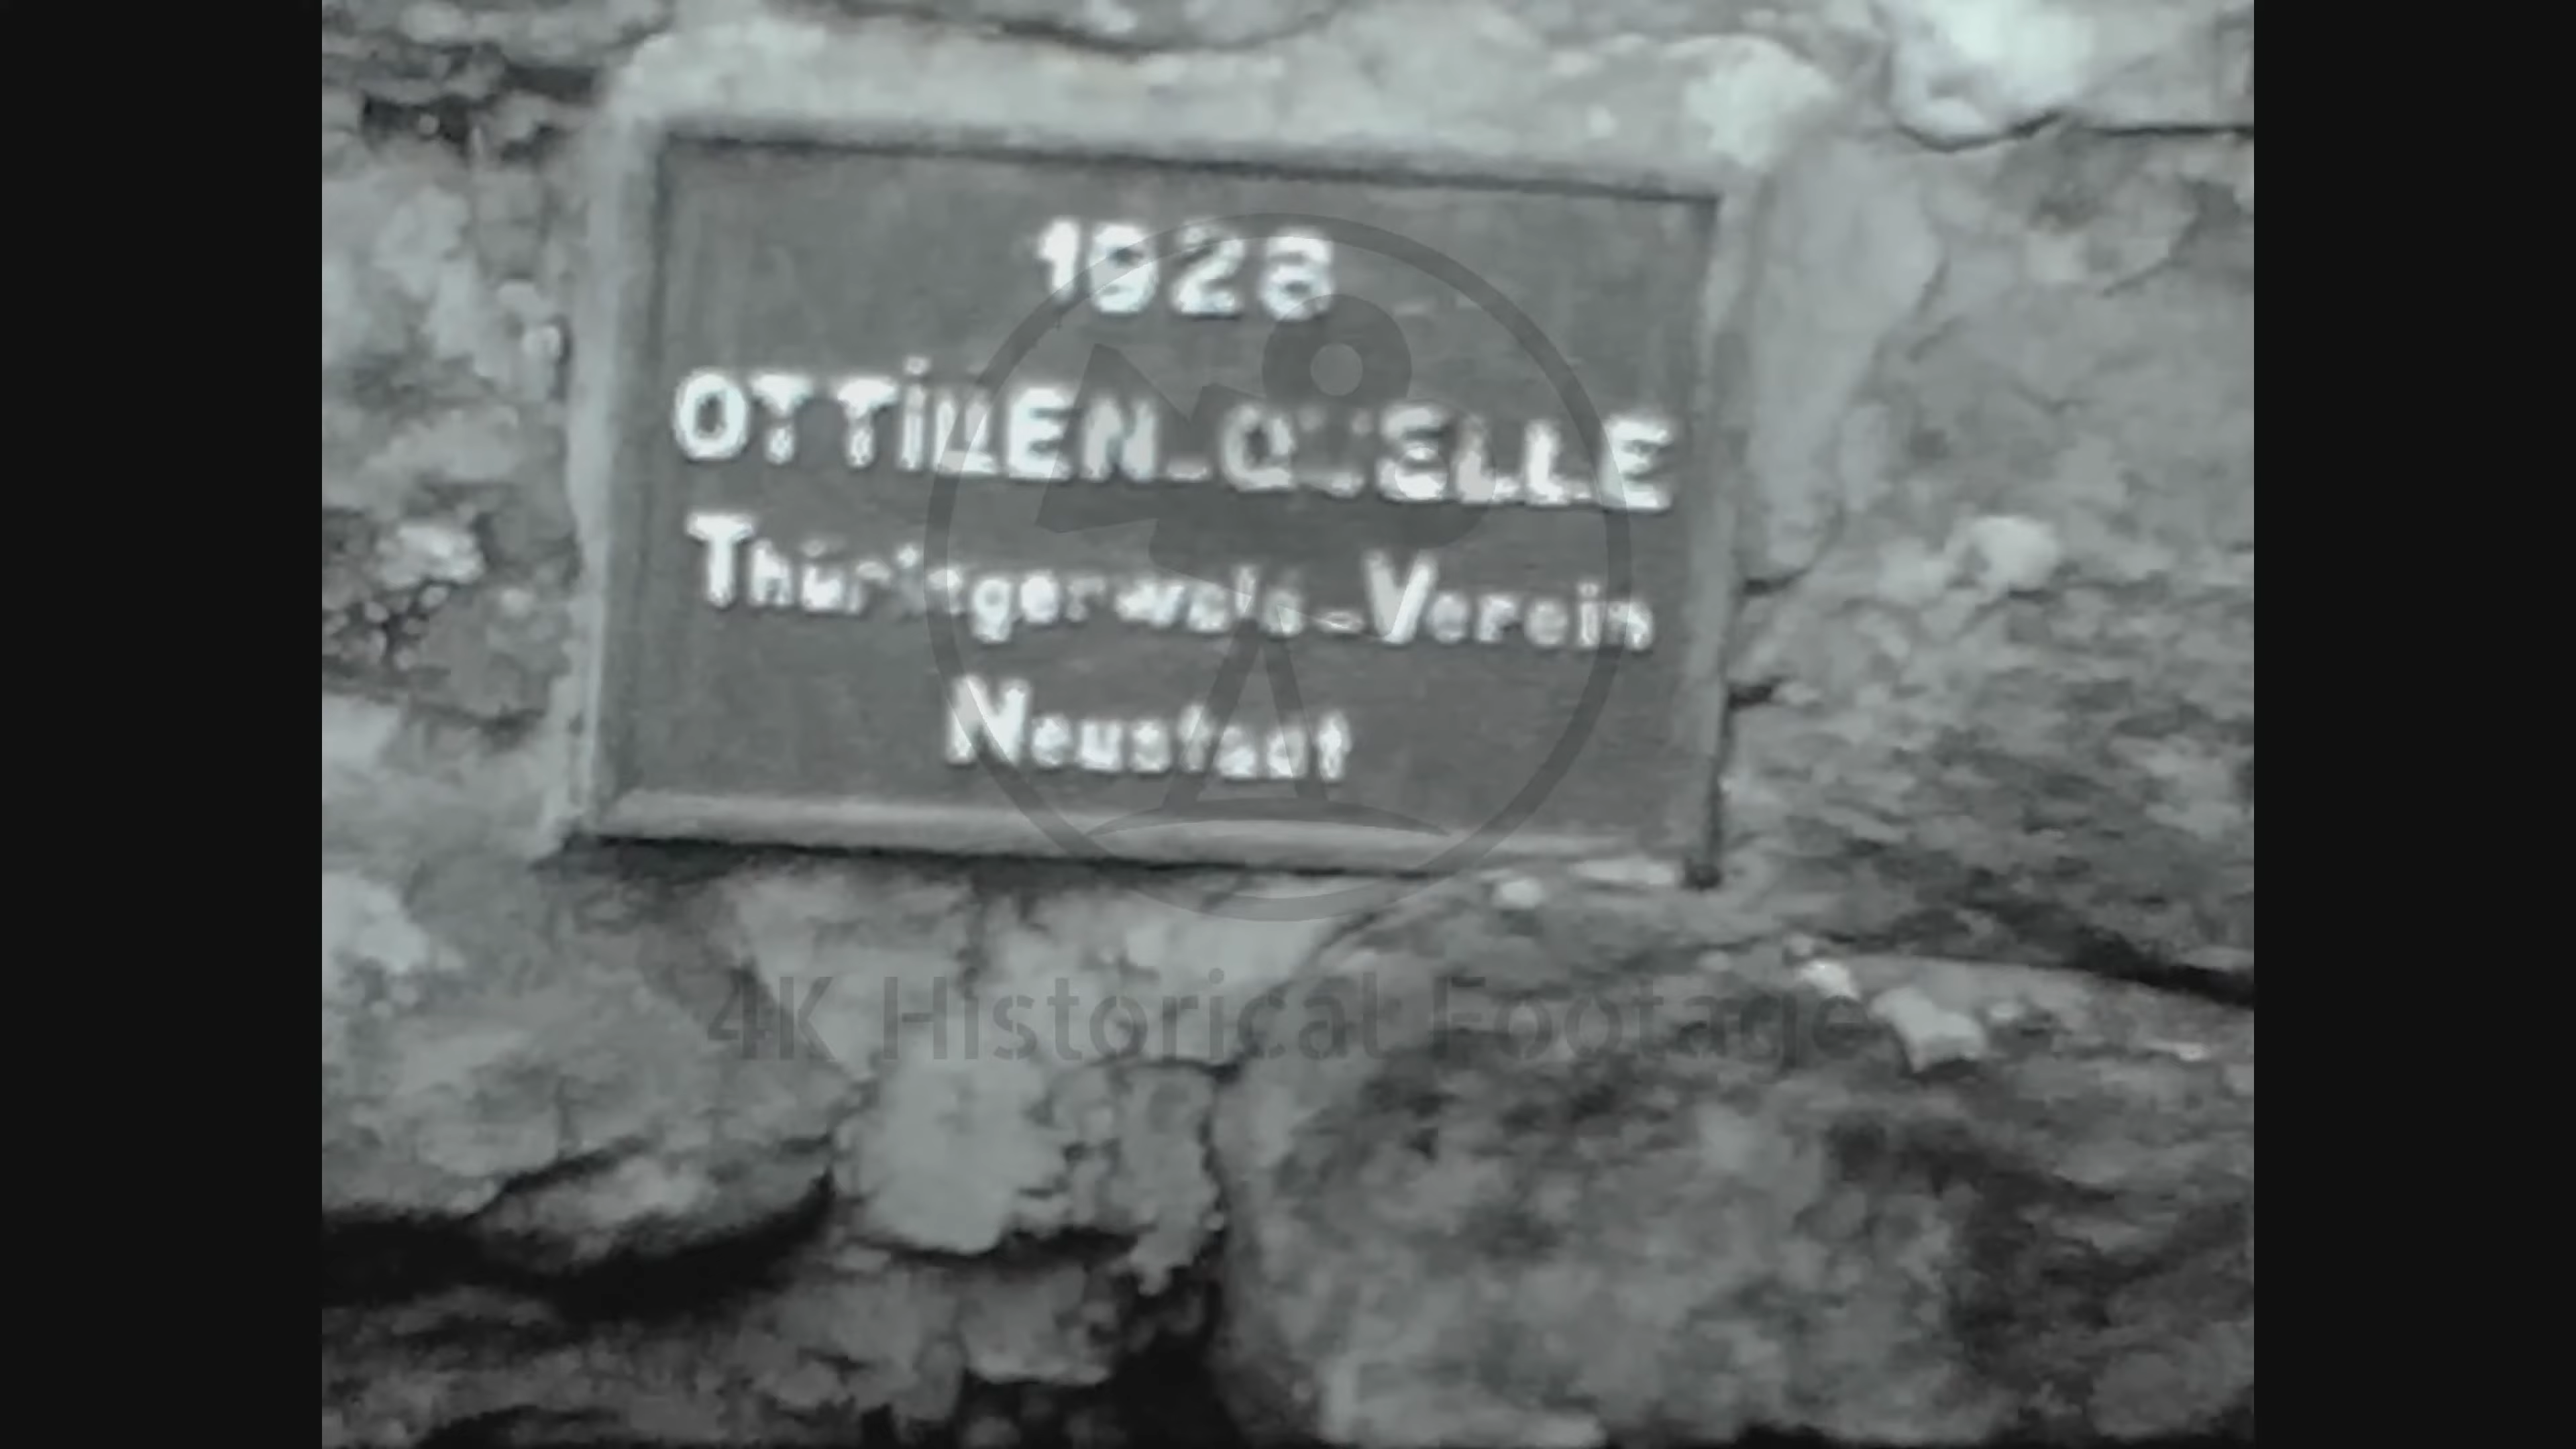 1928
OTTiLiEN-QUELLE
Thüringerwald-Verein
Neustadt
4K Historical Footage